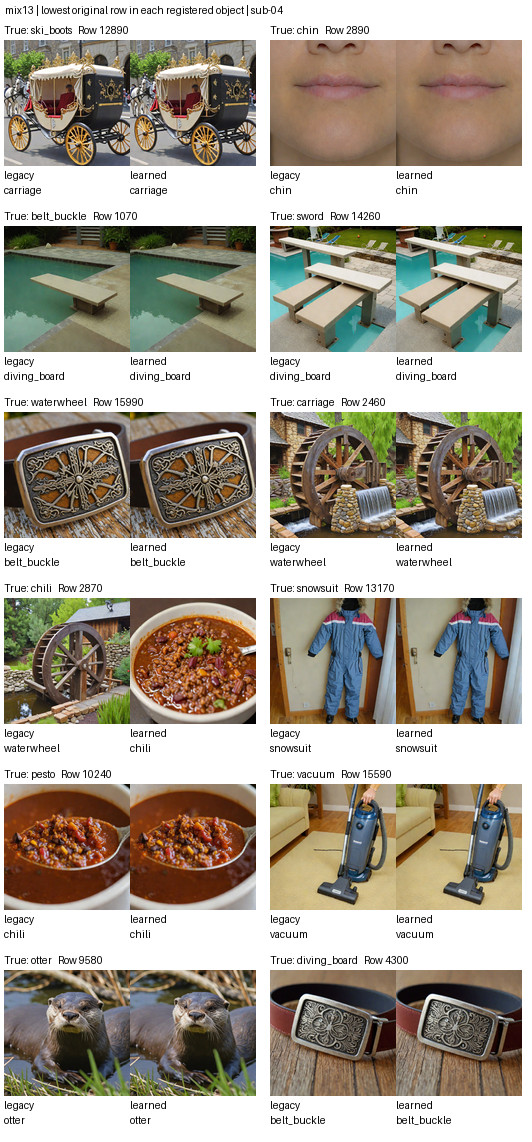 mix13 | lowest original row in each registered object | sub-04
True: ski_boots Row 12890
True: chin Row 2890
legacy
carriage
learned
carriage
legacy
chin
learned
chin
True: belt_buckle Row 1070
True: sword Row 14260
legacy
diving_board
learned
diving_board
legacy
diving_board
learned
diving_board
True: waterwheel Row 15990
True: carriage Row 2460
legacy
belt_buckle
learned
belt_buckle
legacy
waterwheel
learned
waterwheel
True: chili Row 2870
True: snowsuit Row 13170
legacy
waterwheel
learned
chili
legacy
snowsuit
learned
snowsuit
True: pesto Row 10240
True: vacuum Row 15590
legacy
chili
learned
chili
legacy
vacuum
learned
vacuum
True: otter Row 9580
True: diving_board Row 4300
legacy
otter
learned
otter
legacy
belt_buckle
learned
belt_buckle